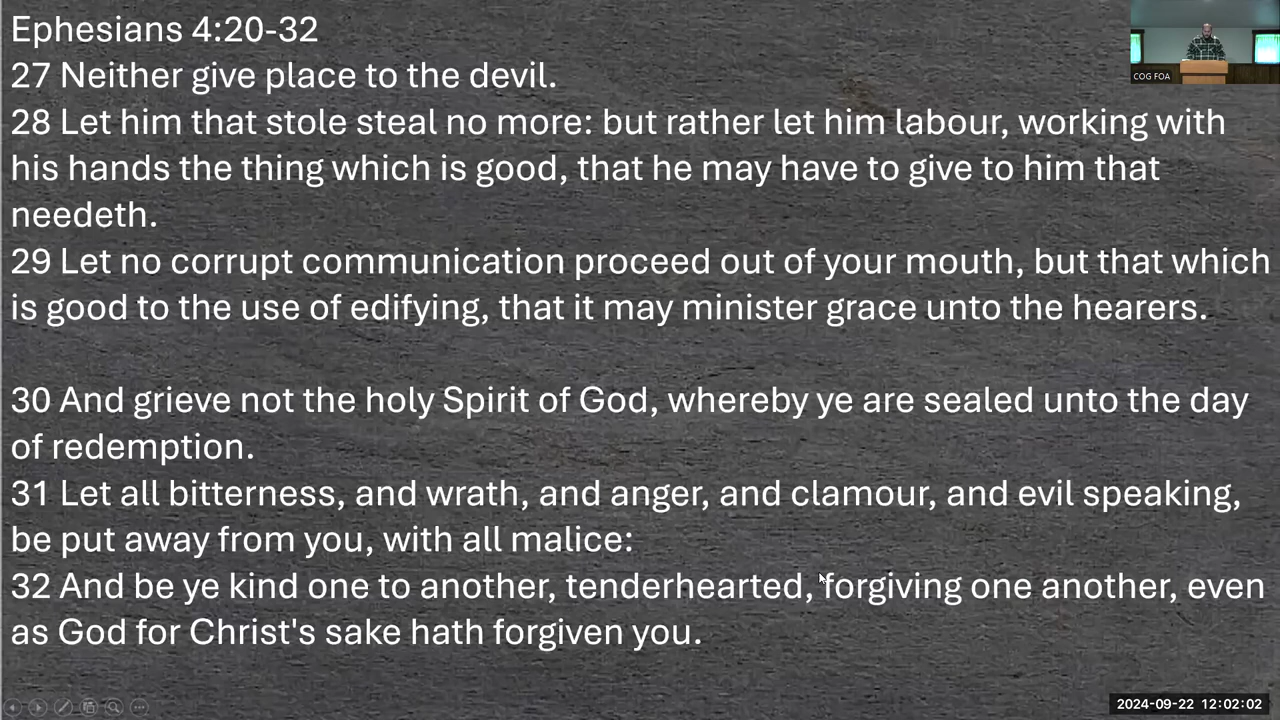 Ephesians 4:20-32
27 Neither give place to the devil.
28 Let him that stole steal no more: but rather let him labour, working with
his hands the thing which is good, that he may have to give to him that
needeth.
29 Let no corrupt communication proceed out of your mouth, but that which
is good to the use of edifying, that it may minister grace unto the hearers.
30 And grieve not the holy Spirit of God, whereby ye are sealed unto the day
of redemption.
31 Let all bitterness, and wrath, and anger, and clamour, and evil speaking,
be put away from you, with all malice:
32 And be ye kind one to another, tenderhearted, forgiving one another, even
as God for Christ's sake hath forgiven you.
COG FOA
2024-09-22 12:02:02